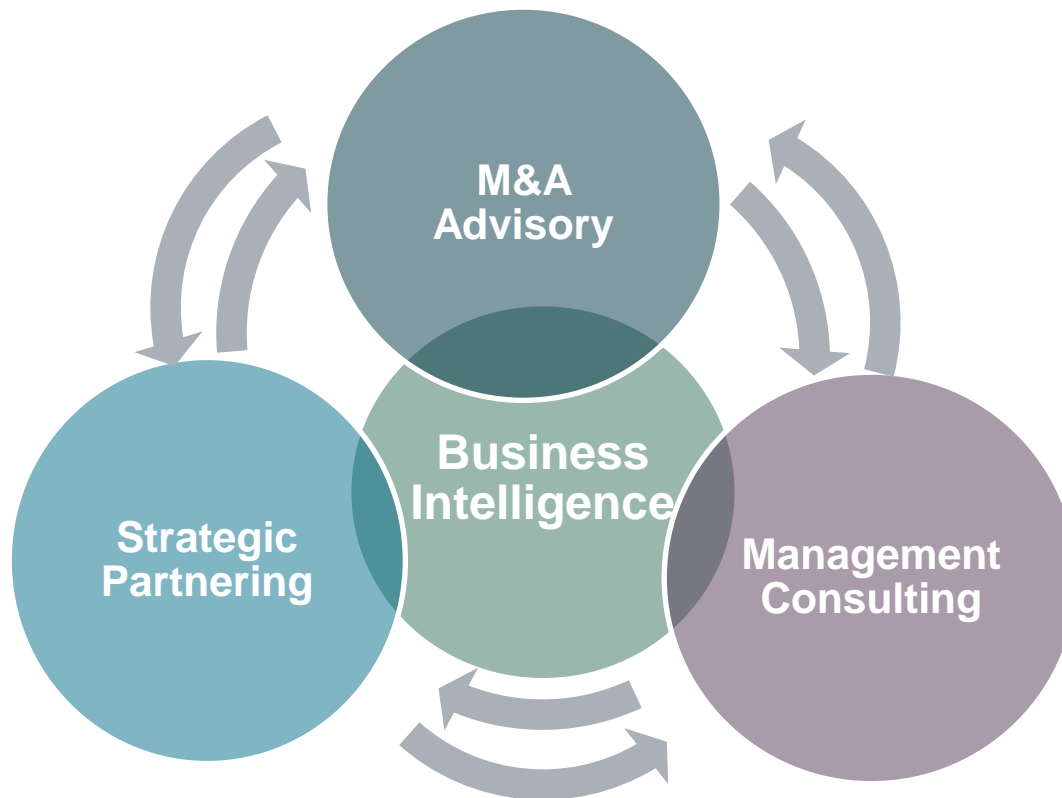 M&A
Advisory
Business
Intelligence
Strategic
Partnering
Management
Consulting